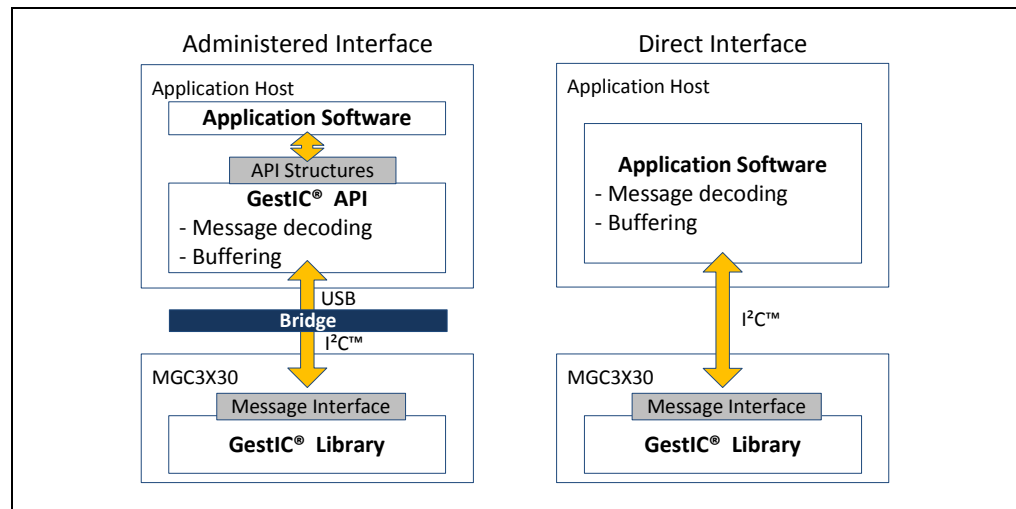 Administered Interface
Application Host
Application Software
API Structures
GestIC® API
- Message decoding
- Buffering
USB
Bridge
I²C™
MGC3X30
Message Interface
GestIC® Library
Direct Interface
Application Host
Application Software
- Message decoding
- Buffering
I²C™
MGC3X30
Message Interface
GestIC® Library